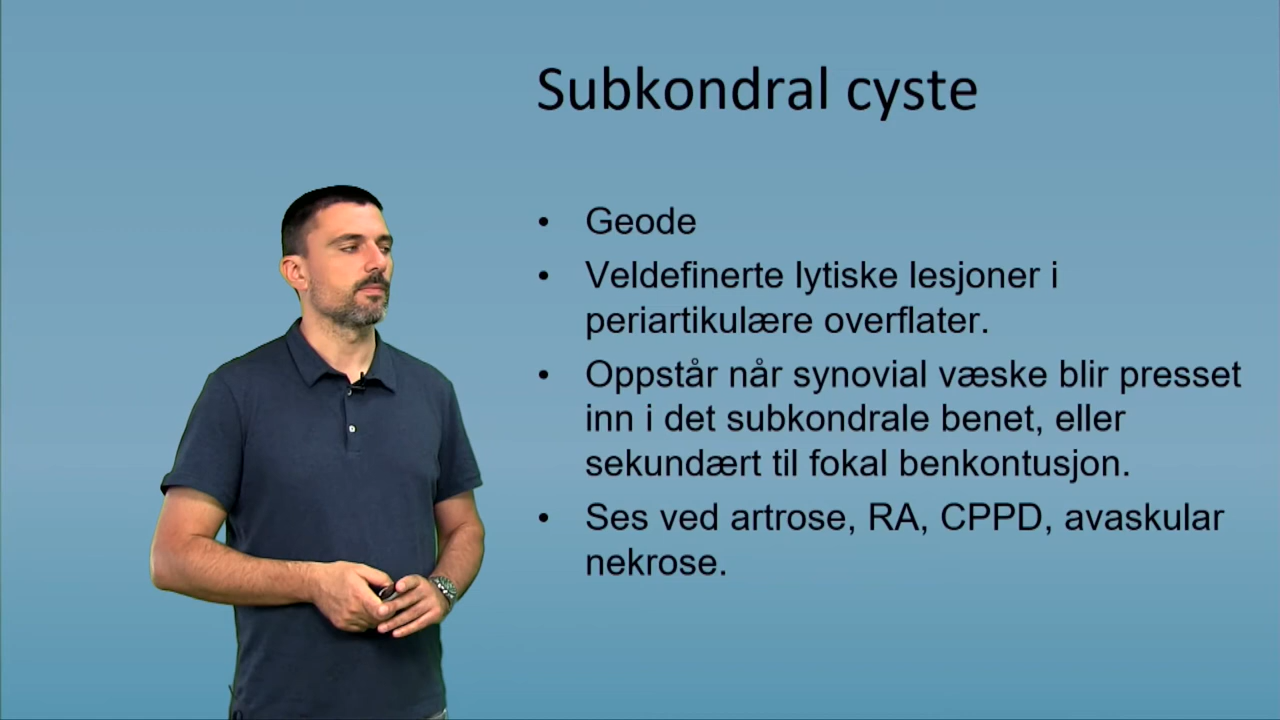 Subkondral cyste
• Geode
• Veldefinerte lytiske lesjoner i
periartikulære overflater.
• Oppstår når synovial væske blir presset
inn i det subkondrale benet, eller
sekundært til fokal benkontusjon.
• Ses ved artrose, RA, CPPD, avaskular
nekrose.